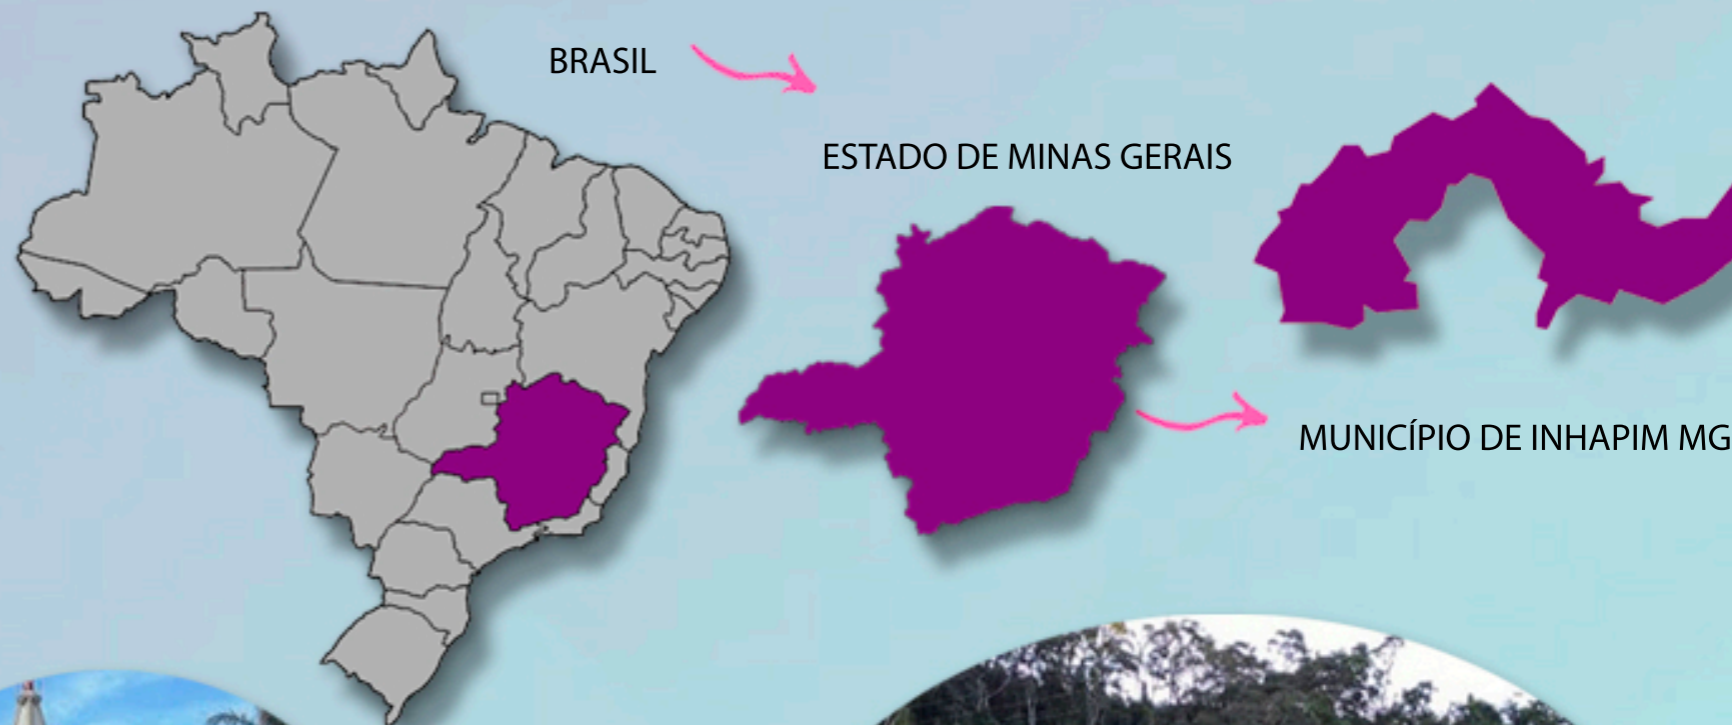 BRASIL
ESTADO DE MINAS GERAIS
MUNICÍPIO DE INHAPIM MG